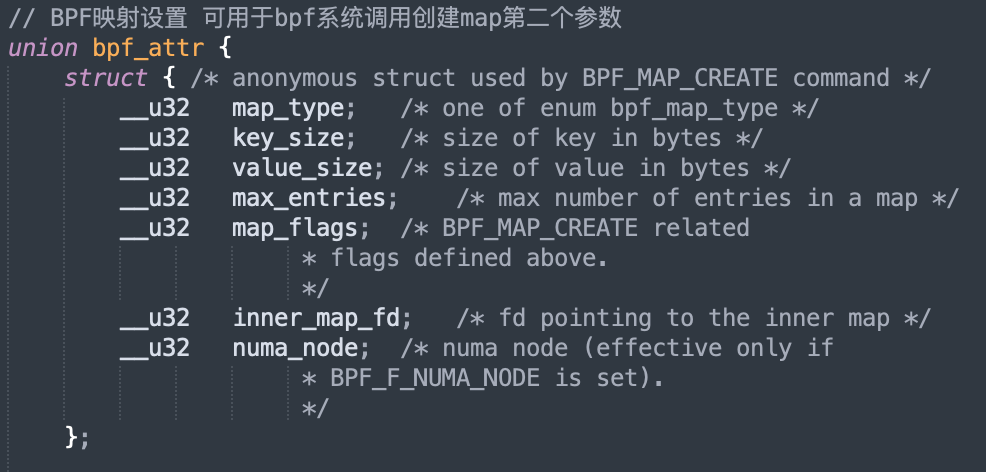 // BPF映射设置 可用于bpf系统调用创建map第二个参数
union bpf_attr {
struct { /* anonymous struct used by BPF_MAP_CREATE command */
__u32 map_type; /* one of enum bpf_map_type */
__u32 key_size; /* size of key in bytes */
__u32 value_size; /* size of value in bytes */
__u32 max_entries; /* max number of entries in a map */
__u32 map_flags; /* BPF_MAP_CREATE related
* flags defined above.
*/
__u32 inner_map_fd; /* fd pointing to the inner map */
__u32 numa_node; /* numa node (effective only if
* BPF_F_NUMA_NODE is set).
*/
};